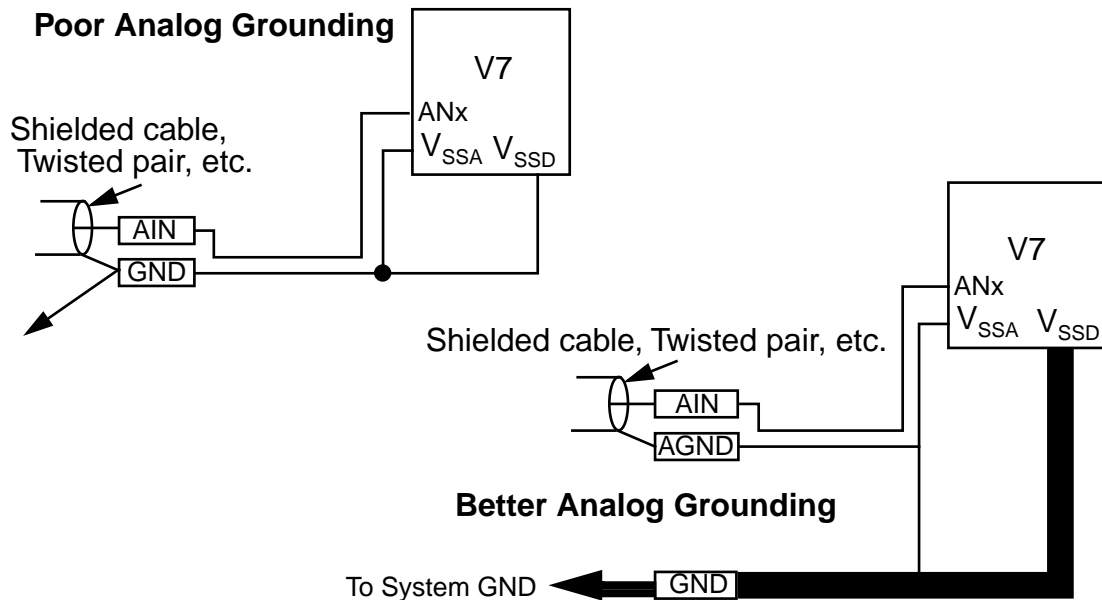 Poor Analog Grounding
V7
ANx
VSSA VSSD
Shielded cable,
Twisted pair, etc.
AIN
GND
V7
ANx
VSSA VSSD
Shielded cable, Twisted pair, etc.
AIN
AGND
Better Analog Grounding
To System GND
GND